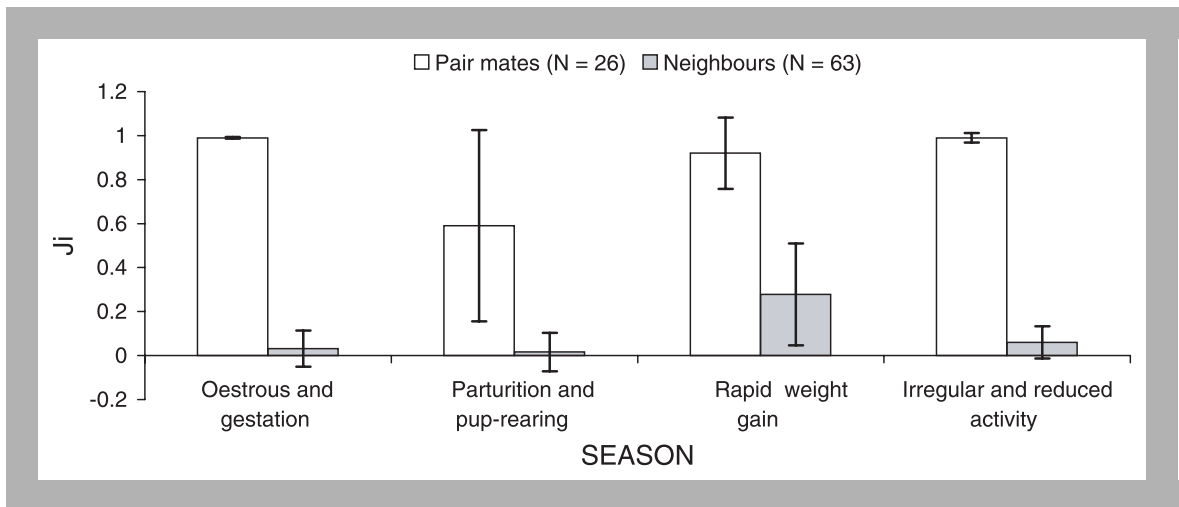 Pair mates (N = 26) Neighbours (N = 63)
1.2
1
0.8
0.6
0.4
0.2
0
-0.2
Ji
Oestrous and gestation
Parturition and pup-rearing
Rapid weight gain
Irregular and reduced activity
SEASON